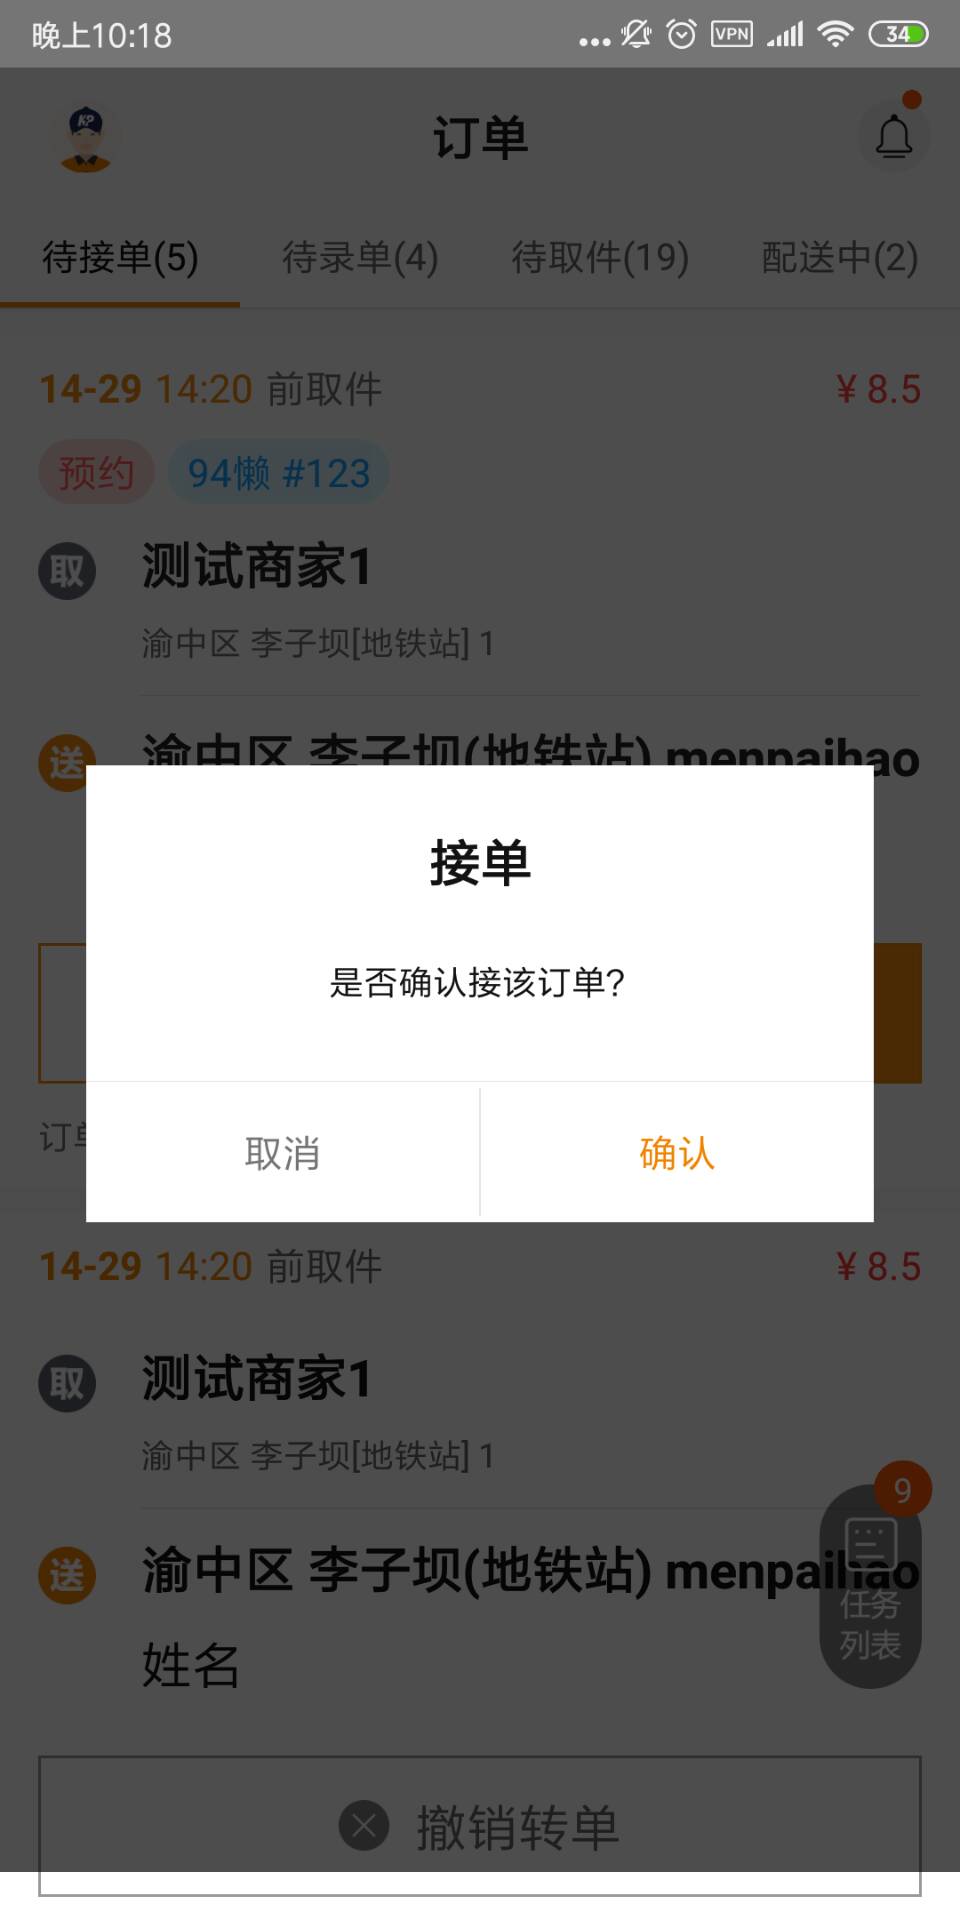 晚上10:18
VPN
34
KP
订单
待接单(5)
待录单(4)
待取件(19)
配送中(2)
14-29 14:20 前取件
¥ 8.5
预约
94懒 #123
取
测试商家1
渝中区 李子坝[地铁站] 1
送
渝中区 李子坝(地铁站) menpaihao
接单
是否确认接该订单?
取消
确认
订单
14-29 14:20 前取件
¥ 8.5
取
测试商家1
渝中区 李子坝[地铁站] 1
送
渝中区 李子坝(地铁站) menpaihao
姓名
9
任务
列表
撤销转单